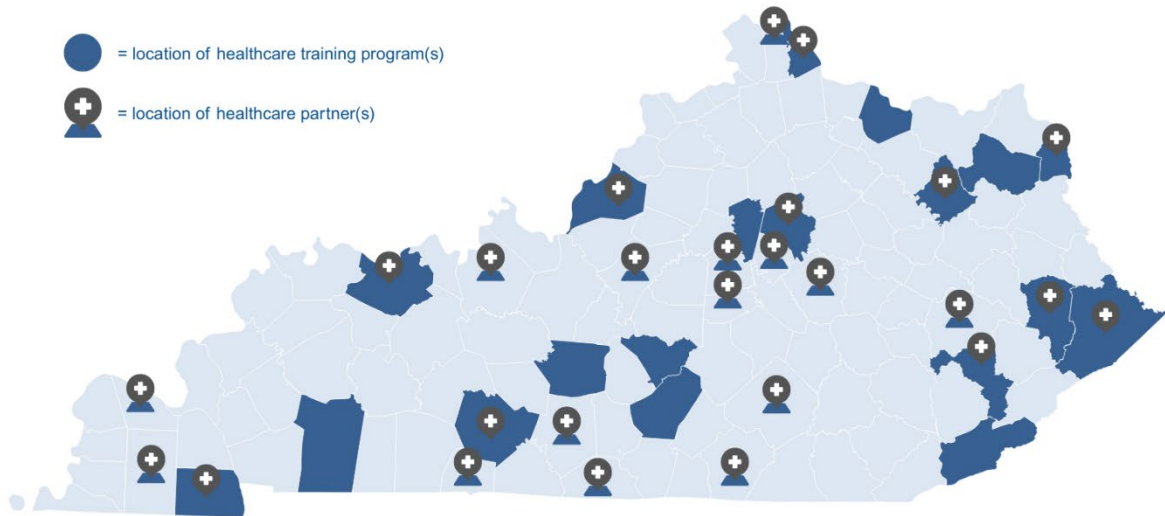 = location of healthcare training program(s)
= location of healthcare partner(s)